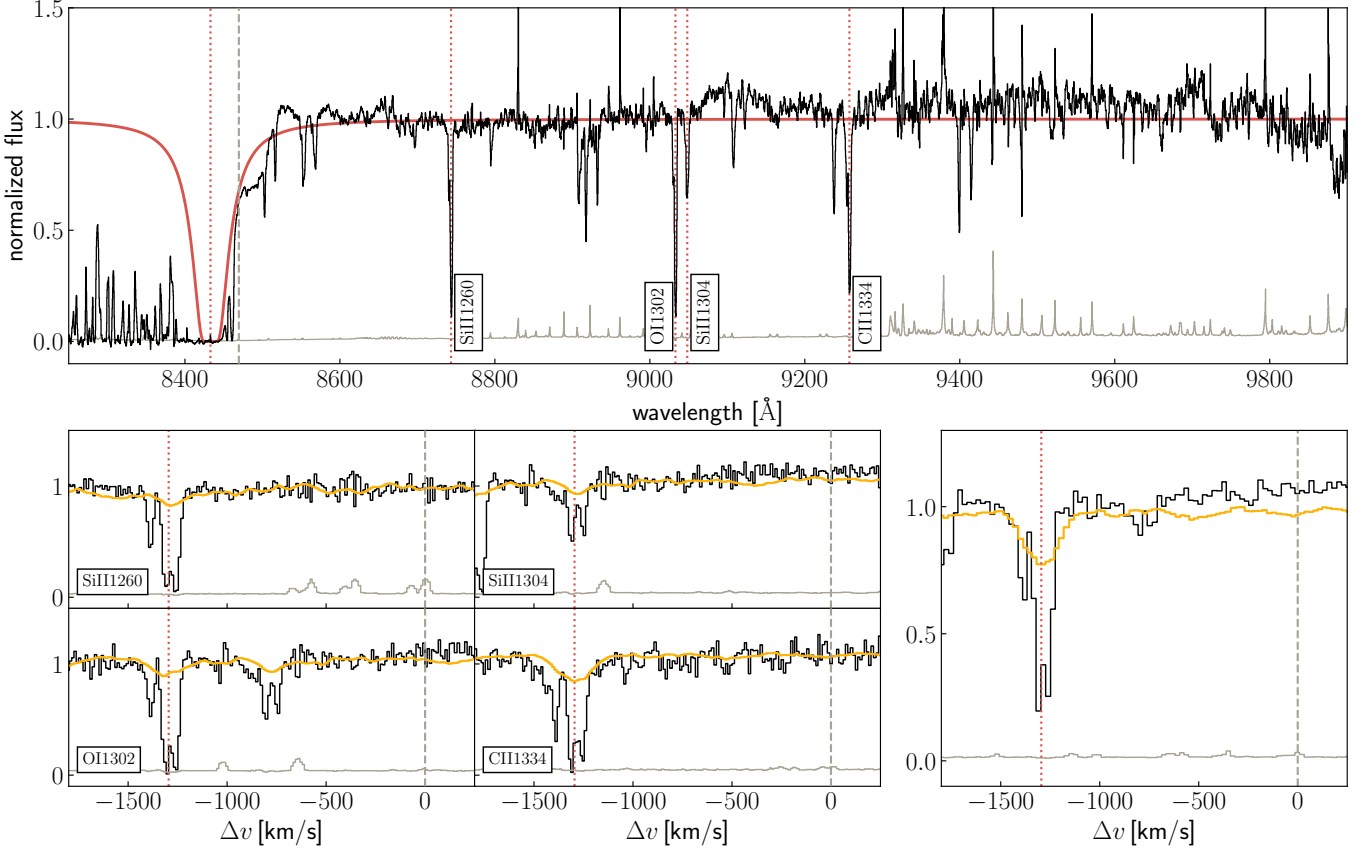 1.5
1.0
0.5
0.0
normalized flux
SiII1260
OI1302
SiII1304
CII1334
8400 8600 8800 9000 9200 9400 9600 9800
wavelength [Å]
1
0
SiII1260
SiII1304
1
0
OI1302
CII1334
−1500 −1000 −500 0
−1500 −1000 −500 0
Δv [km/s]
Δv [km/s]
1.0
0.5
0.0
−1500 −1000 −500 0
Δv [km/s]